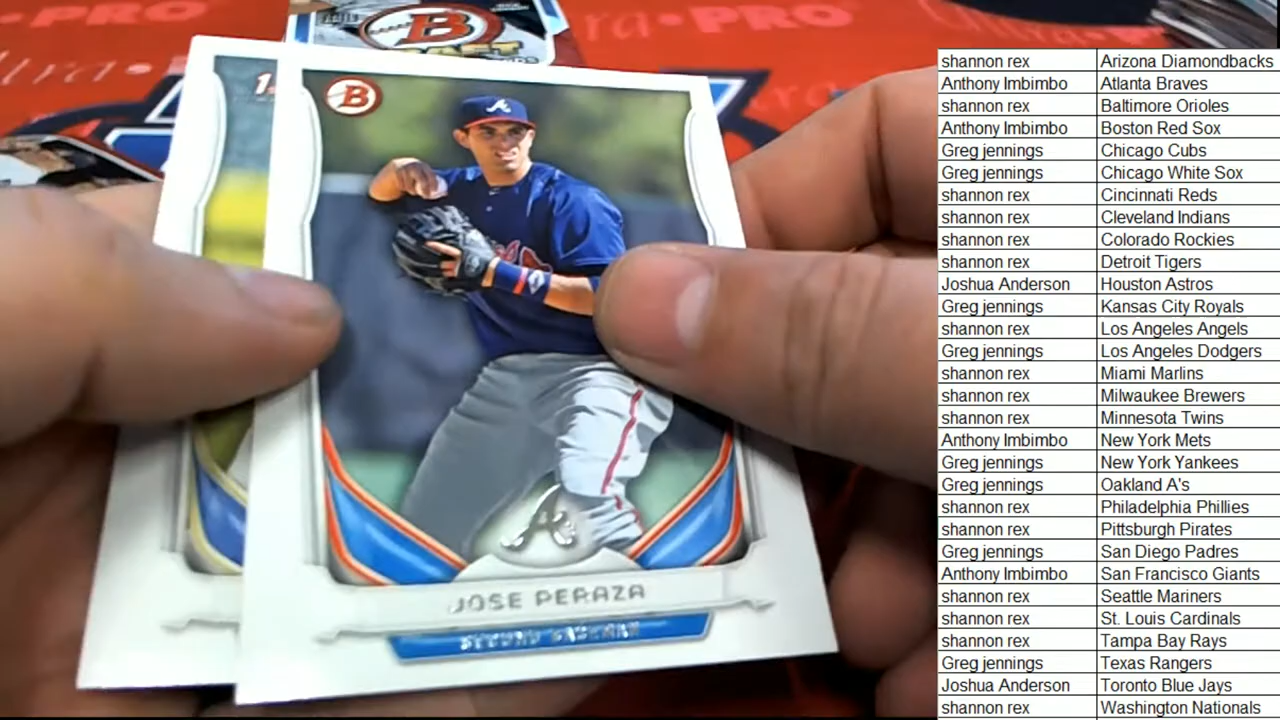 PRO
PRO
B
DRAFT
B
A
JOSE PERAZA
SECOND BASEMAN
shannon rex Arizona Diamondbacks
Anthony Imbimbo Atlanta Braves
shannon rex Baltimore Orioles
Anthony Imbimbo Boston Red Sox
Greg jennings Chicago Cubs
Greg jennings Chicago White Sox
shannon rex Cincinnati Reds
shannon rex Cleveland Indians
shannon rex Colorado Rockies
shannon rex Detroit Tigers
Joshua Anderson Houston Astros
Greg jennings Kansas City Royals
shannon rex Los Angeles Angels
Greg jennings Los Angeles Dodgers
shannon rex Miami Marlins
shannon rex Milwaukee Brewers
shannon rex Minnesota Twins
Anthony Imbimbo New York Mets
Greg jennings New York Yankees
Greg jennings Oakland A's
shannon rex Philadelphia Phillies
shannon rex Pittsburgh Pirates
Greg jennings San Diego Padres
Anthony Imbimbo San Francisco Giants
shannon rex Seattle Mariners
shannon rex St. Louis Cardinals
shannon rex Tampa Bay Rays
Greg jennings Texas Rangers
Joshua Anderson Toronto Blue Jays
shannon rex Washington Nationals